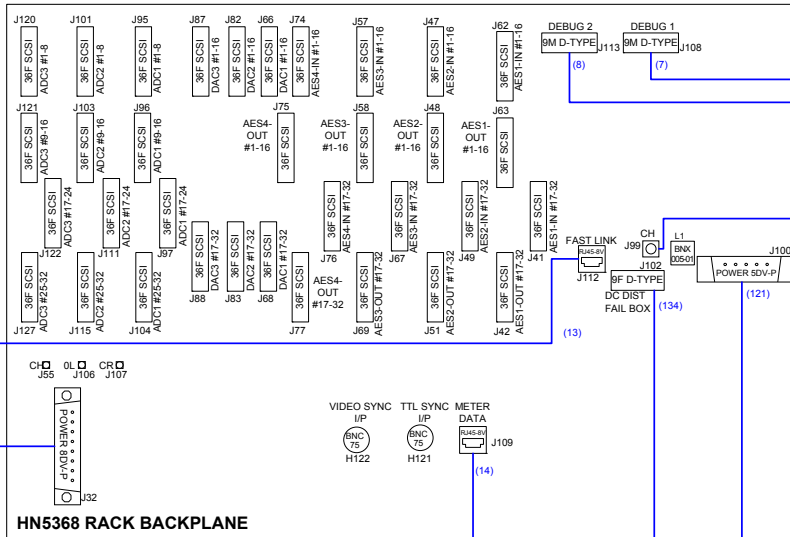 J120 J101 J95 J87 J82 J66 J74 J57 J47 J62
36F SCSI ADC3 #1-8
36F SCSI ADC2 #1-8
36F SCSI ADC1 #1-8
36F SCSI DAC3 #1-16
36F SCSI DAC2 #1-16
36F SCSI DAC1 #1-16
36F SCSI AES4-IN #1-16
36F SCSI AES3-IN #1-16
36F SCSI AES2-IN #1-16
36F SCSI AES1-IN #1-16
DEBUG 2
9M D-TYPE J113
(8)
DEBUG 1
9M D-TYPE J108
(7)
J121 J103 J96 J75 J58 J48 J63
36F SCSI ADC3 #9-16
36F SCSI ADC2 #9-16
36F SCSI ADC1 #9-16
AES4-
OUT
#1-16
36F SCSI
AES3-
OUT
#1-16
36F SCSI
AES2-
OUT
#1-16
36F SCSI
AES1-
OUT
#1-16
36F SCSI
36F SCSI ADC3 #17-24
J122
36F SCSI ADC2 #17-24
J111
36F SCSI ADC1 #17-24
J97
36F SCSI AES4-IN #17-32
J76
36F SCSI AES3-IN #17-32
J67
36F SCSI AES2-IN #17-32
J49
36F SCSI AES1-IN #17-32
J41
36F SCSI DAC3 #17-32
J88
36F SCSI DAC2 #17-32
J83
36F SCSI DAC1 #17-32
J68
36F SCSI ADC3 #25-32
J127
36F SCSI ADC2 #25-32
J115
36F SCSI ADC1 #25-32
J104
36F SCSI
J77
AES4-
OUT
#17-32
36F SCSI AES3-OUT #17-32
J69
36F SCSI AES2-OUT #17-32
J51
36F SCSI AES1-OUT #17-32
J42
FAST LINK
RJ45-8V
J112
(13)
CH
J99
J102
9F D-TYPE
DC DIST
FAIL BOX
(134)
L1
BNX
005-01
J100
POWER 5DV-P
(121)
CH
J55
0L
J106
CR
J107
POWER 8DV-P
J32
VIDEO SYNC
I/P
BNC
75
H122
TTL SYNC
I/P
BNC
75
H121
METER
DATA
RJ45-8V
J109
(14)
HN5368 RACK BACKPLANE